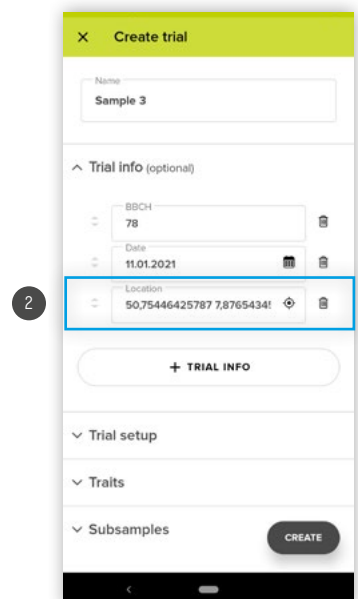 × Create trial
Name
Sample 3
Trial info (optional)
BBCH
78
Date
11.01.2021
2
Location
50,75446425787 7,8765434
+ TRIAL INFO
Trial setup
Traits
Subsamples
CREATE